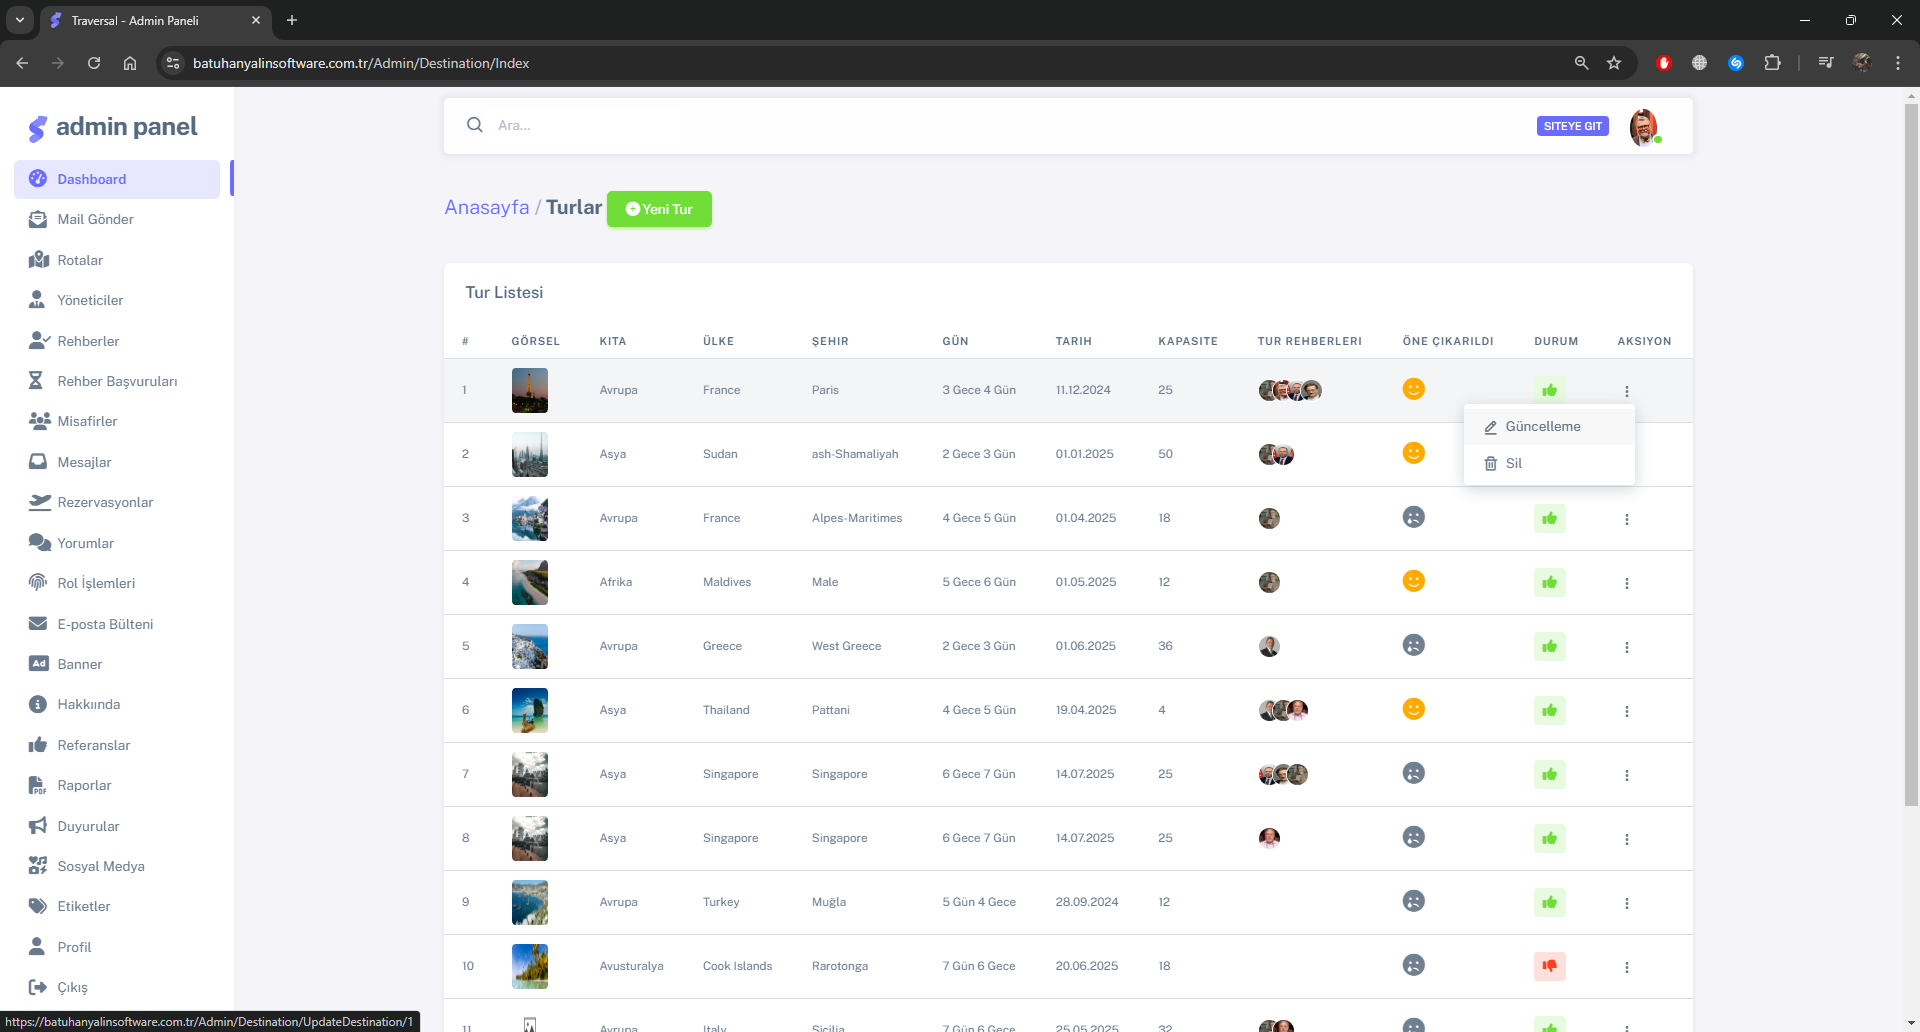 Traversal - Admin Paneli
batuhanyalinsoftware.com.tr/Admin/Destination/Index
admin panel
Ara...
SITEYE GIT
Dashboard
Mail Gönder
Rotalar
Yöneticiler
Rehberler
Rehber Başvuruları
Misafirler
Mesajlar
Rezervasyonlar
Yorumlar
Rol İşlemleri
E-posta Bülteni
Ad Banner
Hakkıında
Referanslar
PDF Raporlar
Duyurular
Sosyal Medya
Etiketler
Profil
Çıkış
Anasayfa / Turlar Yeni Tur
Tur Listesi
# GÖRSEL KITA ÜLKE ŞEHIR GÜN TARIH KAPASITE TUR REHBERLERI ÖNE ÇIKARILDI DURUM AKSIYON
1 Avrupa France Paris 3 Gece 4 Gün 11.12.2024 25
Güncelleme
Sil
2 Asya Sudan ash-Shamaliyah 2 Gece 3 Gün 01.01.2025 50
3 Avrupa France Alpes-Maritimes 4 Gece 5 Gün 01.04.2025 18
4 Afrika Maldives Male 5 Gece 6 Gün 01.05.2025 12
5 Avrupa Greece West Greece 2 Gece 3 Gün 01.06.2025 36
6 Asya Thailand Pattani 4 Gece 5 Gün 19.04.2025 4
7 Asya Singapore Singapore 6 Gece 7 Gün 14.07.2025 25
8 Asya Singapore Singapore 6 Gece 7 Gün 14.07.2025 25
9 Avrupa Turkey Muğla 5 Gün 4 Gece 28.09.2024 12
10 Avusturalya Cook Islands Rarotonga 7 Gün 6 Gece 20.06.2025 18
11 Avrupa Italy Sicilia 7 Gün 6 Gece 25.05.2025 32
https://batuhanyalinsoftware.com.tr/Admin/Destination/UpdateDestination/1